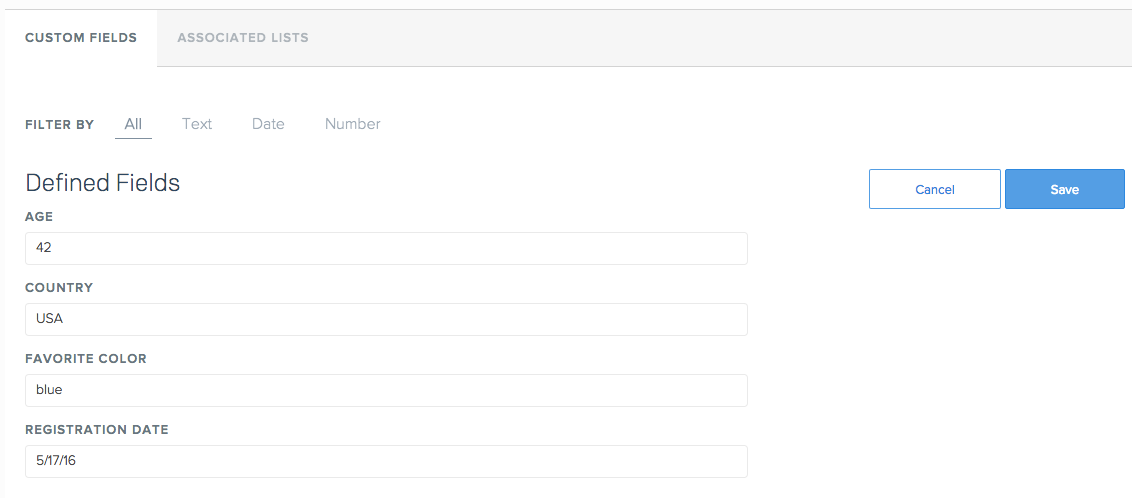 CUSTOM FIELDS ASSOCIATED LISTS
FILTER BY All Text Date Number
Defined Fields Cancel Save
AGE
42
COUNTRY
USA
FAVORITE COLOR
blue
REGISTRATION DATE
5/17/16